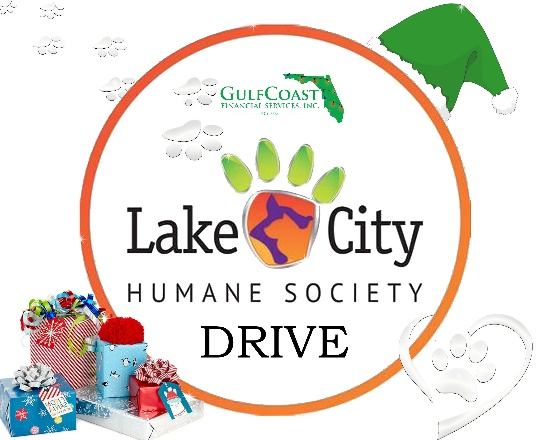 GULFCOAST
FINANCIAL SERVICES, INC.
Lake City
HUMANE SOCIETY
DRIVE